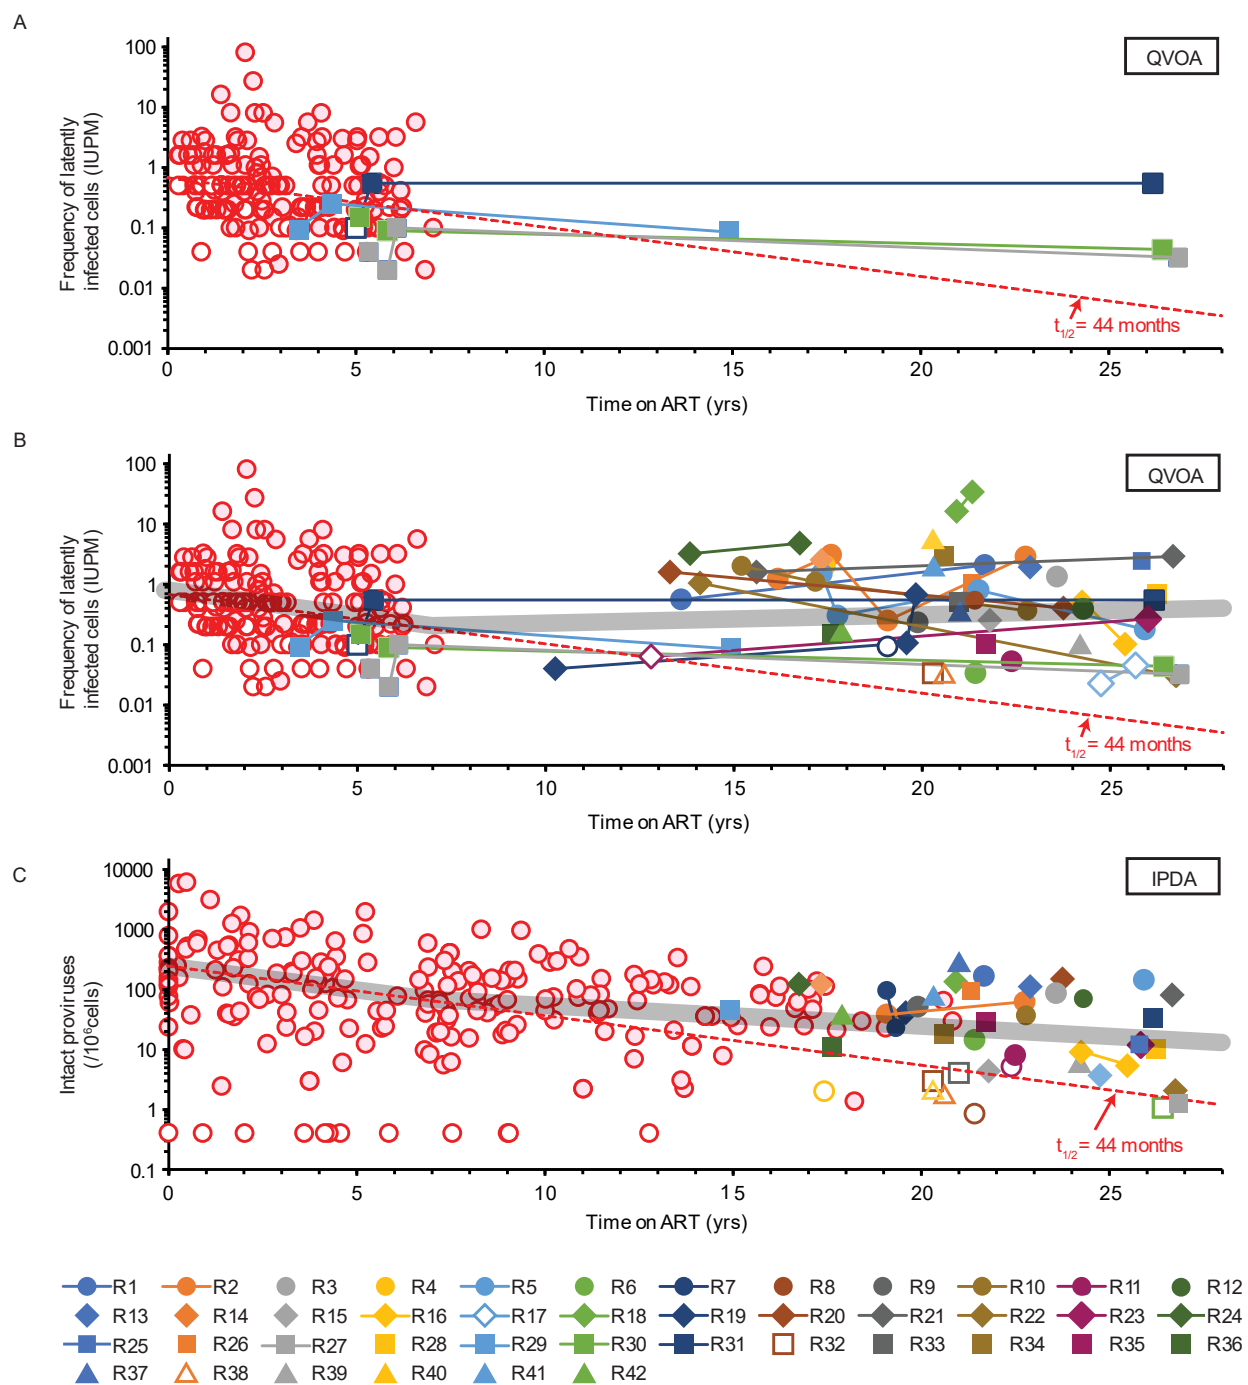 A
QVOA
Frequency of latently
infected cells (IUPM)
100
10
1
0.1
0.01
0.001
t1/2= 44 months
0 5 10 15 20 25
Time on ART (yrs)
B
QVOA
Frequency of latently
infected cells (IUPM)
100
10
1
0.1
0.01
0.001
t1/2= 44 months
0 5 10 15 20 25
Time on ART (yrs)
C
IPDA
Intact proviruses
(/10⁶cells)
10000
1000
100
10
1
0.1
t1/2= 44 months
0 5 10 15 20 25
Time on ART (yrs)
R1 R2 R3 R4 R5 R6 R7 R8 R9 R10 R11 R12
R13 R14 R15 R16 R17 R18 R19 R20 R21 R22 R23 R24
R25 R26 R27 R28 R29 R30 R31 R32 R33 R34 R35 R36
R37 R38 R39 R40 R41 R42